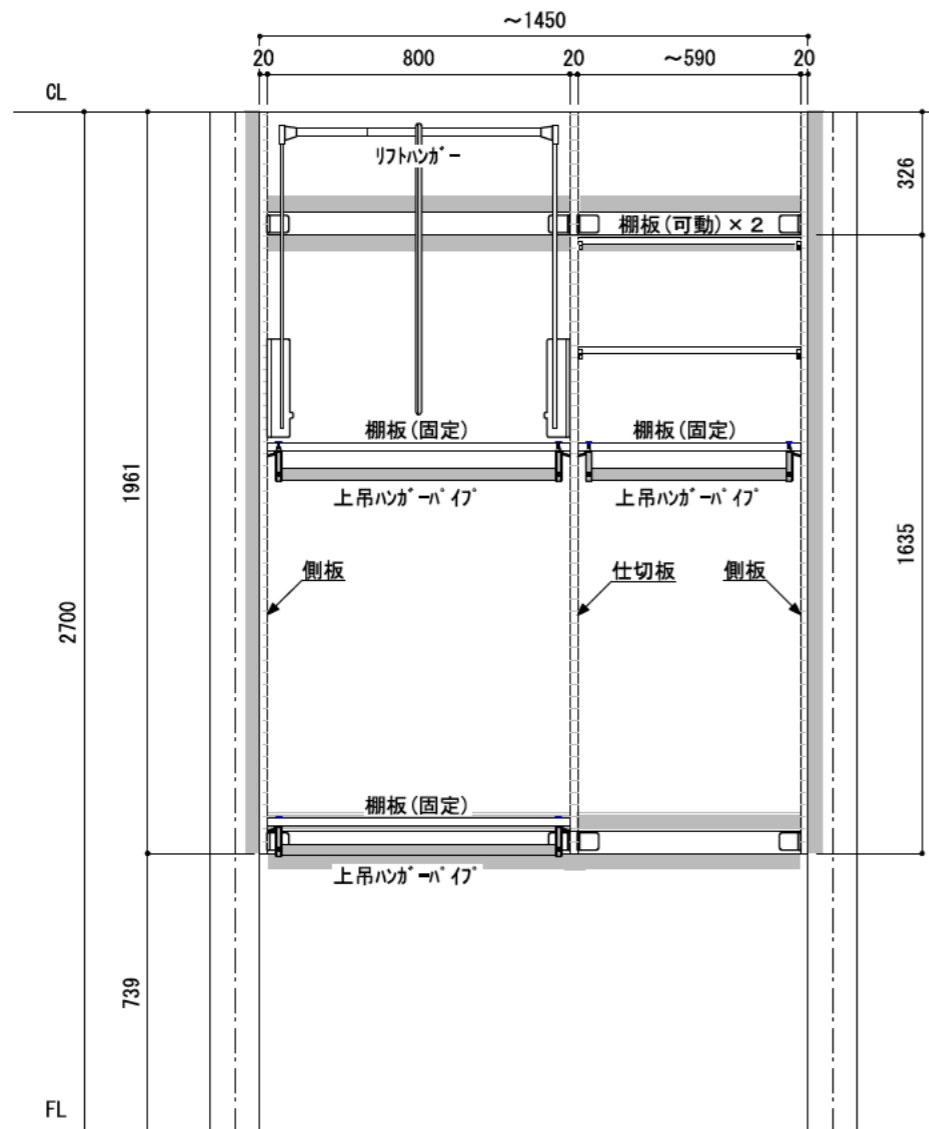 ~1450
20 800 20 ~590 20
CL
リフトハンガー
326
棚板(可動)×2
棚板(固定) 棚板(固定)
上吊ハンガーパイプ 上吊ハンガーパイプ
1961
1635
側板 仕切板 側板
2700
棚板(固定)
上吊ハンガーパイプ
739
FL